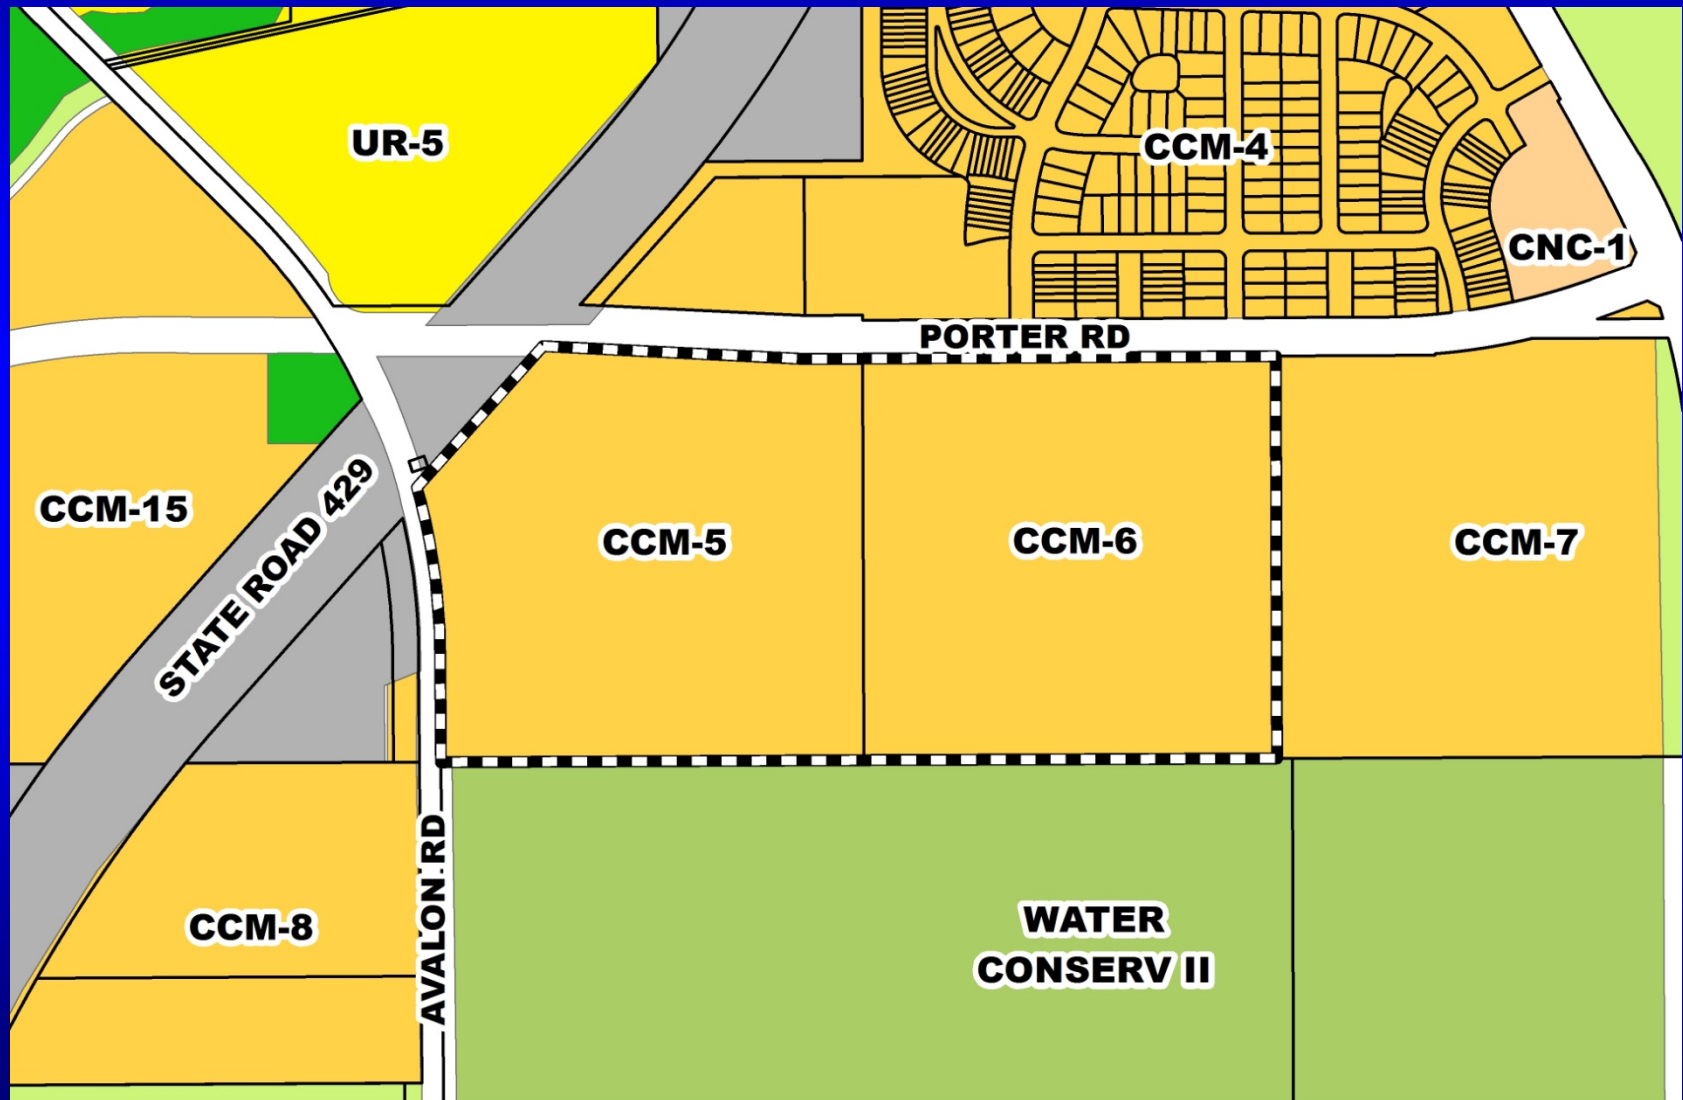 UR-5
CCM-4
CNC-1
PORTER RD
CCM-15
STATE ROAD 429
CCM-5
CCM-6
CCM-7
CCM-8
AVALON RD
WATER
CONSERV II